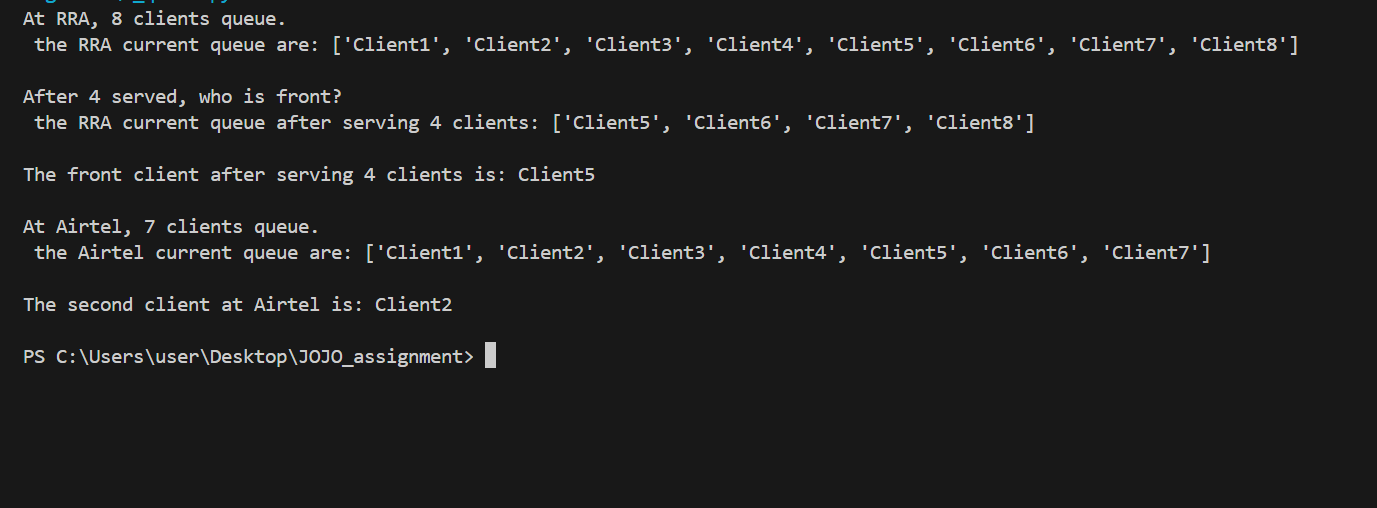 At RRA, 8 clients queue.
the RRA current queue are: ['Client1', 'Client2', 'Client3', 'Client4', 'Client5', 'Client6', 'Client7', 'Client8']
After 4 served, who is front?
the RRA current queue after serving 4 clients: ['Client5', 'Client6', 'Client7', 'Client8']
The front client after serving 4 clients is: Client5
At Airtel, 7 clients queue.
the Airtel current queue are: ['Client1', 'Client2', 'Client3', 'Client4', 'Client5', 'Client6', 'Client7']
The second client at Airtel is: Client2
PS C:\Users\user\Desktop\JOJO_assignment>